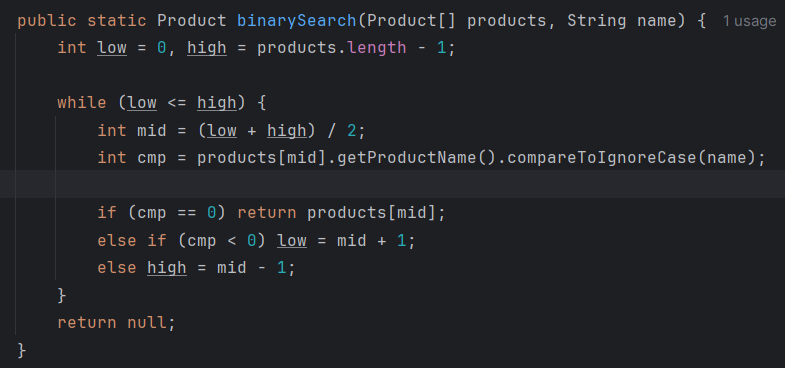 public static Product binarySearch(Product[] products, String name) { 1 usage
    int low = 0, high = products.length - 1;

    while (low <= high) {
        int mid = (low + high) / 2;
        int cmp = products[mid].getProductName().compareToIgnoreCase(name);

        if (cmp == 0) return products[mid];
        else if (cmp < 0) low = mid + 1;
        else high = mid - 1;
    }
    return null;
}